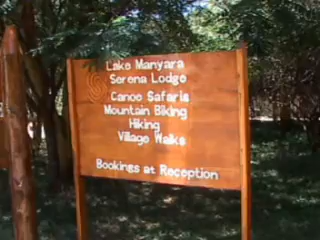 Lake Manyara
Serena Lodge
Canoe Safaris
Mountain Biking
Hiking
Village Walks
Bookings at Reception